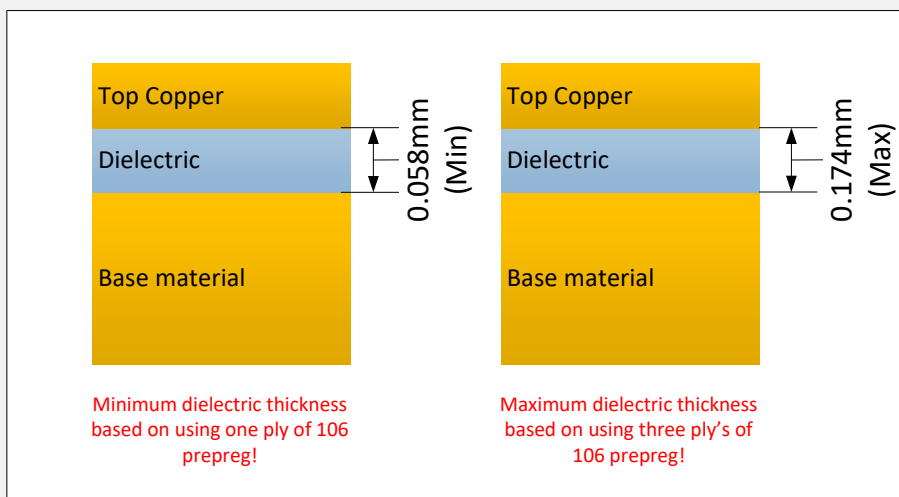 Top Copper
Dielectric
Base material
0.058mm
(Min)
Minimum dielectric thickness
based on using one ply of 106
prepreg!
Top Copper
Dielectric
Base material
0.174mm
(Max)
Maximum dielectric thickness
based on using three ply’s of
106 prepreg!